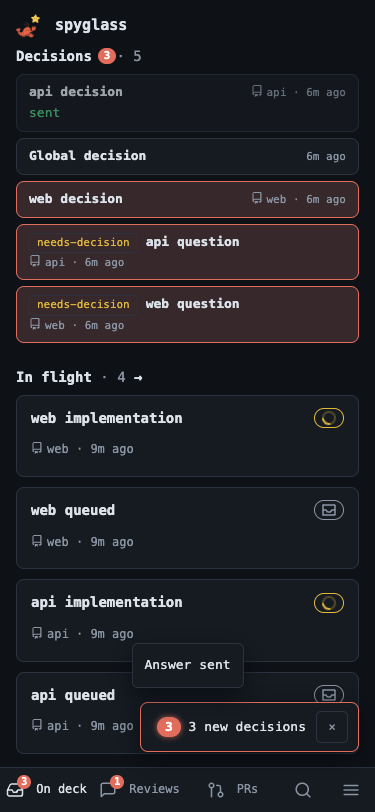 spyglass
Decisions 3 · 5
api decision api · 6m ago
sent
Global decision 6m ago
web decision web · 6m ago
needs-decision api question
api · 6m ago
needs-decision web question
web · 6m ago
In flight · 4 →
web implementation
web · 9m ago
web queued
web · 9m ago
api implementation
api · 9m ago
Answer sent
api queued
api · 9m ago
3 3 new decisions ×
3 On deck 1 Reviews PRs